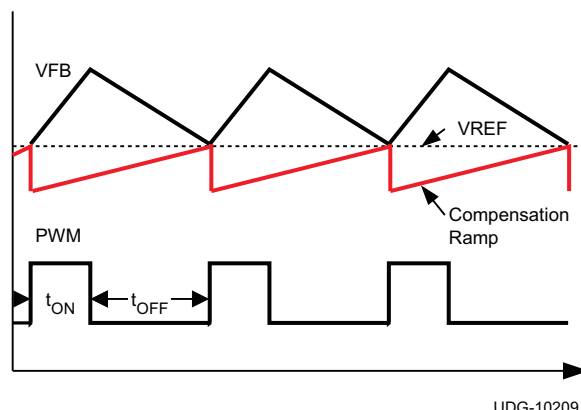 VFB
VREF
Compensation
Ramp
PWM
tON
tOFF
UDG-10209